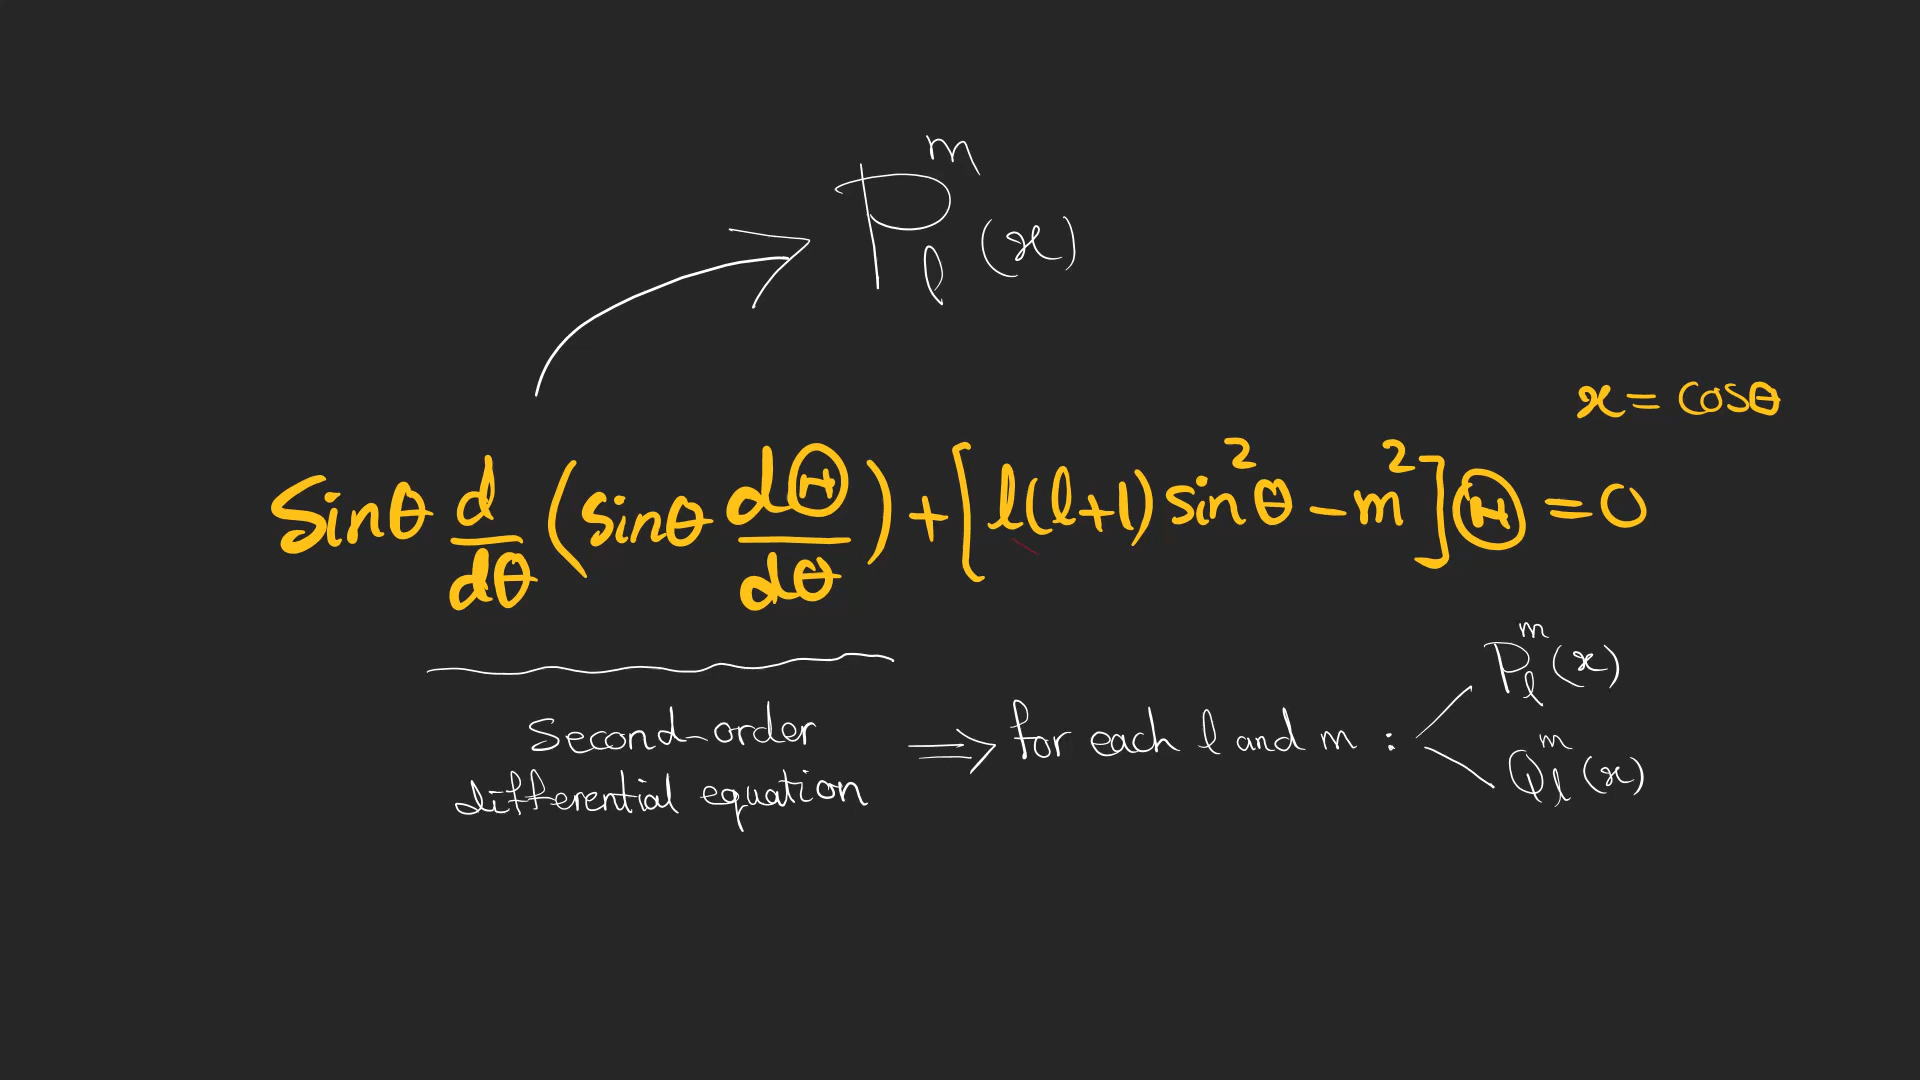 P_l^m (x)
x = cosθ
Sinθ d/dθ (sinθ dΘ/dθ) + [l(l+1) sin²θ − m²] Θ = 0
P_l^m (x)
Second-order differential equation ⟹ for each l and m :
Q_l^m (x)